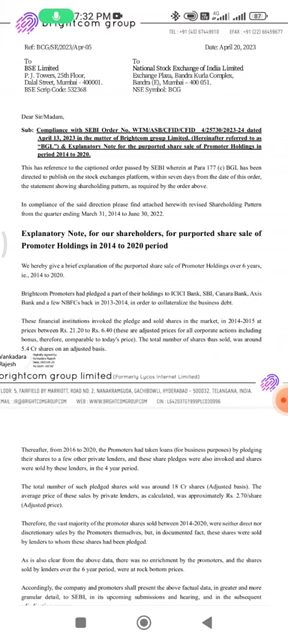 7:32 PM
87
brightcom group
TEL : +91 (40) 67449910 EFAX : +91 (22) 66459677
Ref: BCG/SE/2023/Apr-05 Date: April 20, 2023
To To
BSE Limited National Stock Exchange of India Limited
P. J. Towers, 25th Floor, Exchange Plaza, Bandra Kurla Complex,
Dalal Street, Mumbai – 400001. Bandra (E), Mumbai – 400 051.
BSE Scrip Code: 532368 NSE Symbol: BCG
Dear Sir/Madam,
Sub: Compliance with SEBI Order No. WTM/ASB/CFID/CFID_4/25730/2023-24 dated
April 13, 2023 in the matter of Brightcom group Limited. (Hereinafter referred to as
"BGL") & Explanatory Note for the purported share sale of Promoter Holdings in
period 2014 to 2020.
This has reference to the captioned order passed by SEBI wherein at Para 177 (c) BGL has been
directed to publish on the stock exchanges platform, within seven days from the date of this order,
the statement showing shareholding pattern, as required by the order above.
In compliance of the said direction please find attached herewith revised Shareholding Pattern
from the quarter ending March 31, 2014 to June 30, 2022.
Explanatory Note, for our shareholders, for purported share sale of
Promoter Holdings in 2014 to 2020 period
We hereby give a brief explanation of the purported share sale of Promoter Holdings over 6 years,
ie., 2014 to 2020.
Brightcom Promoters had pledged a part of their holdings to ICICI Bank, SBI, Canara Bank, Axis
Bank and a few NBFCs back in 2013-2014, in order to collateralize the business debt.
These financial institutions invoked the pledge and sold shares in the market, in 2014-2015 at
prices between Rs. 21.20 to Rs. 6.40 (these are adjusted prices for all corporate actions including
bonus, therefore, comparable to today's price). The total number of shares thus sold, was around
5.4 Cr shares on an adjusted basis.
Vankadara
Rajesh
brightcom group limited (Formerly Lycos Internet Limited)
FLOOR: 5, FAIRFIELD BY MARRIOTT, ROAD NO: 2, NANAKRAMGUDA, GACHIBOWLI, HYDERABAD – 500032, TELANGANA, INDIA.
WEB : WWW.BRIGHTCOMGROUP.COM
Thereafter, from 2016 to 2020, the Promoters had taken loans (for business purposes) by pledging
their shares to a few other private lenders, and these share pledges were also invoked and shares
were sold by these lenders, in the 4 year period.
The total number of such pledged shares sold was around 18 Cr shares (Adjusted basis). The
average price of these sales by private lenders, as calculated, was approximately Rs. 2.70/share
(Adjusted price).
Therefore, the vast majority of the promoter shares sold between 2014-2020, were neither direct nor
discretionary sales by the Promoters themselves, but, in documented fact, these shares were sold
by lenders to whom these shares had been pledged.
As is also clear from the above data, there was no enrichment by the promoters, and the shares
sold by lenders over the 6 year period, were at rock bottom prices.
Accordingly, the company and promoters shall present the above factual data, in greater and more
granular detail, to SEBI, in its upcoming submissions and hearing, and in the subsequent